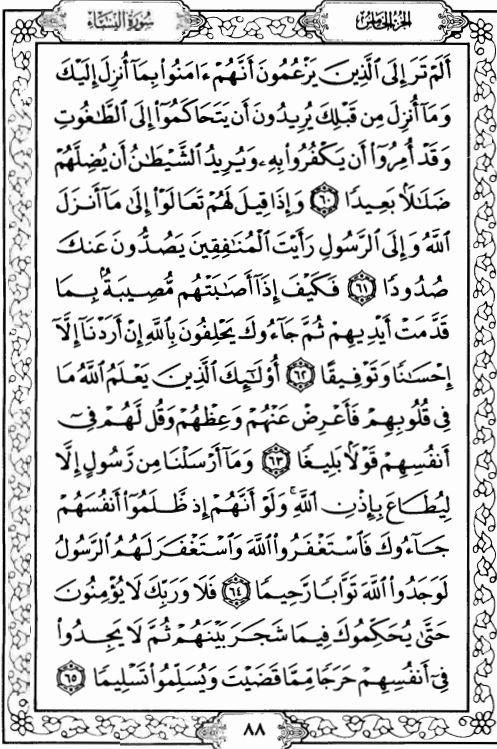 الجزء الخامس
سورة النساء
أَلَمْ تَرَ إِلَى ٱلَّذِينَ يَزْعُمُونَ أَنَّهُمْ ءَامَنُوا۟ بِمَآ أُنزِلَ إِلَيْكَ
وَمَآ أُنزِلَ مِن قَبْلِكَ يُرِيدُونَ أَن يَتَحَاكَمُوٓا۟ إِلَى ٱلطَّـٰغُوتِ
وَقَدْ أُمِرُوٓا۟ أَن يَكْفُرُوا۟ بِهِۦ وَيُرِيدُ ٱلشَّيْطَـٰنُ أَن يُضِلَّهُمْ
ضَلَـٰلًۢا بَعِيدًا ٦٠ وَإِذَا قِيلَ لَهُمْ تَعَالَوْا۟ إِلَىٰ مَآ أَنزَلَ
ٱللَّهُ وَإِلَى ٱلرَّسُولِ رَأَيْتَ ٱلْمُنَـٰفِقِينَ يَصُدُّونَ عَنكَ
صُدُودًا ٦١ فَكَيْفَ إِذَآ أَصَـٰبَتْهُم مُّصِيبَةٌۢ بِمَا
قَدَّمَتْ أَيْدِيهِمْ ثُمَّ جَآءُوكَ يَحْلِفُونَ بِٱللَّهِ إِنْ أَرَدْنَآ إِلَّآ
إِحْسَـٰنًا وَتَوْفِيقًا ٦٢ أُو۟لَـٰٓئِكَ ٱلَّذِينَ يَعْلَمُ ٱللَّهُ مَا
فِى قُلُوبِهِمْ فَأَعْرِضْ عَنْهُمْ وَعِظْهُمْ وَقُل لَّهُمْ فِىٓ
أَنفُسِهِمْ قَوْلًۢا بَلِيغًا ٦٣ وَمَآ أَرْسَلْنَا مِن رَّسُولٍ إِلَّا
لِيُطَاعَ بِإِذْنِ ٱللَّهِ ۚ وَلَوْ أَنَّهُمْ إِذ ظَّلَمُوٓا۟ أَنفُسَهُمْ
جَآءُوكَ فَٱسْتَغْفَرُوا۟ ٱللَّهَ وَٱسْتَغْفَرَ لَهُمُ ٱلرَّسُولُ
لَوَجَدُوا۟ ٱللَّهَ تَوَّابًا رَّحِيمًا ٦٤ فَلَا وَرَبِّكَ لَا يُؤْمِنُونَ
حَتَّىٰ يُحَكِّمُوكَ فِيمَا شَجَرَ بَيْنَهُمْ ثُمَّ لَا يَجِدُوا۟
فِىٓ أَنفُسِهِمْ حَرَجًا مِّمَّا قَضَيْتَ وَيُسَلِّمُوا۟ تَسْلِيمًا ٦٥
٨٨